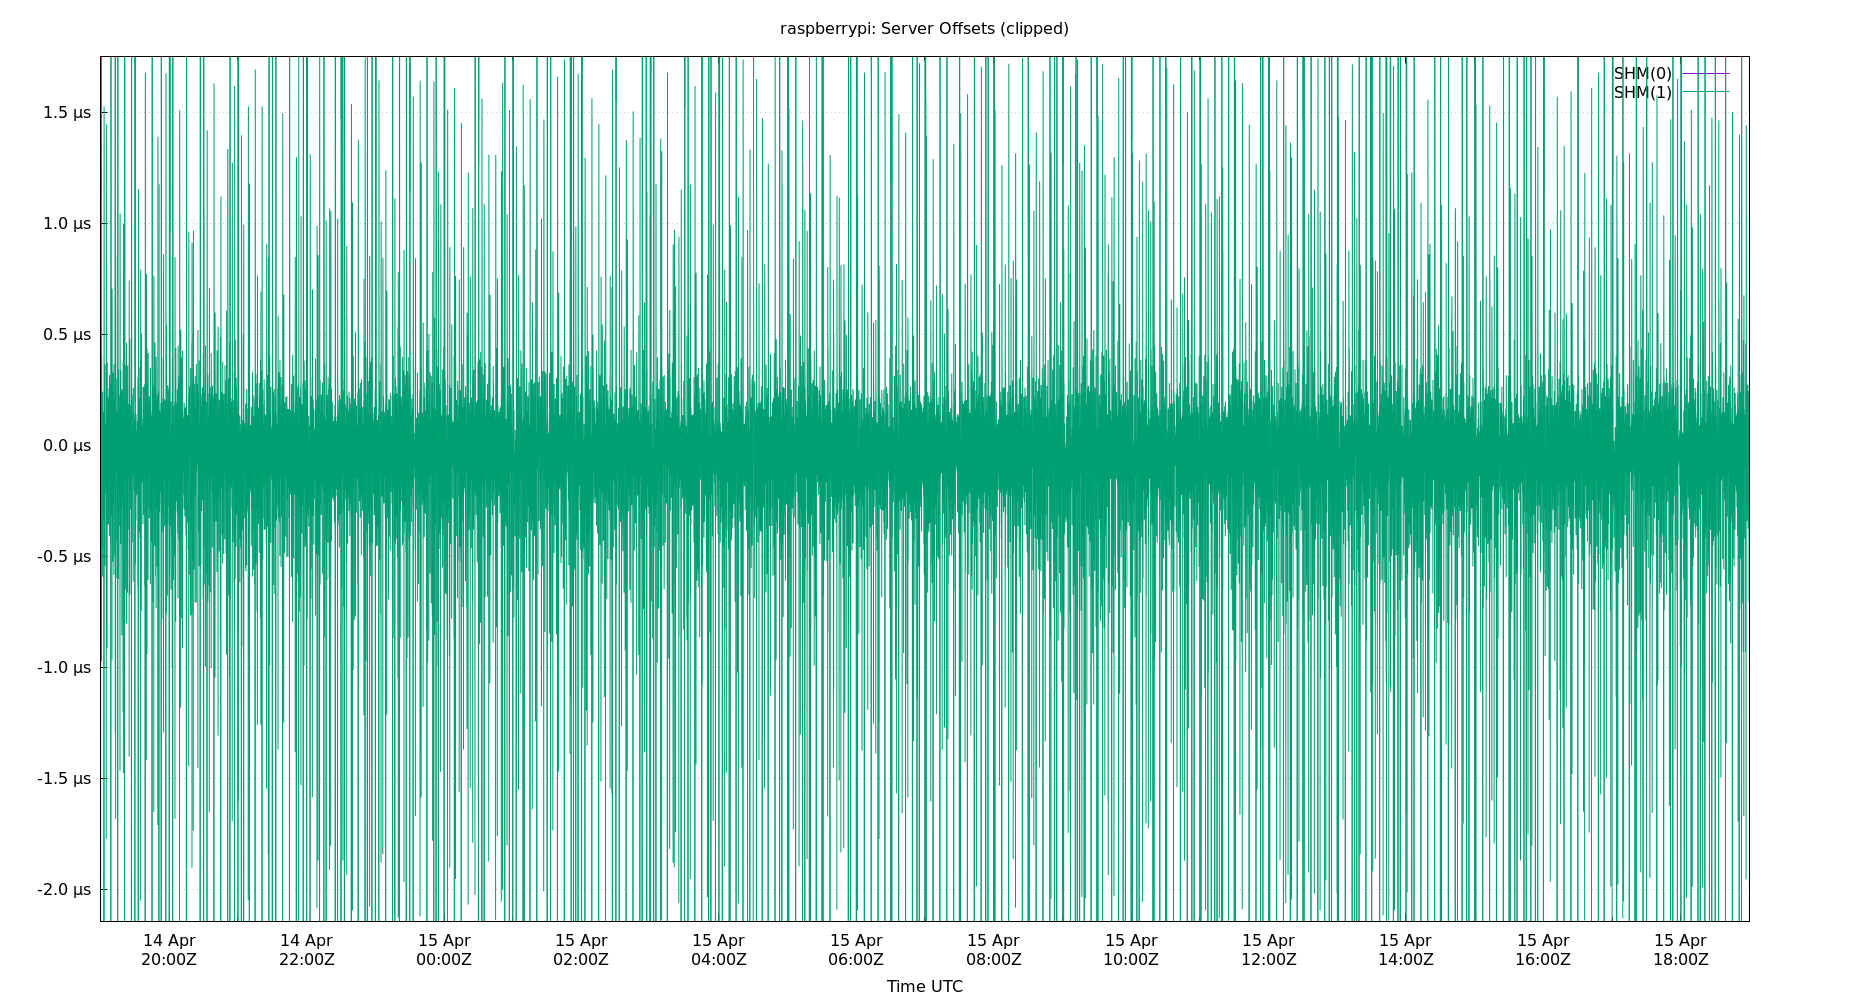 raspberrypi: Server Offsets (clipped)
SHM(0)
SHM(1)
1.5 µs
1.0 µs
0.5 µs
0.0 µs
-0.5 µs
-1.0 µs
-1.5 µs
-2.0 µs
14 Apr 14 Apr 15 Apr 15 Apr 15 Apr 15 Apr 15 Apr 15 Apr 15 Apr 15 Apr 15 Apr 15 Apr
20:00Z 22:00Z 00:00Z 02:00Z 04:00Z 06:00Z 08:00Z 10:00Z 12:00Z 14:00Z 16:00Z 18:00Z
Time UTC